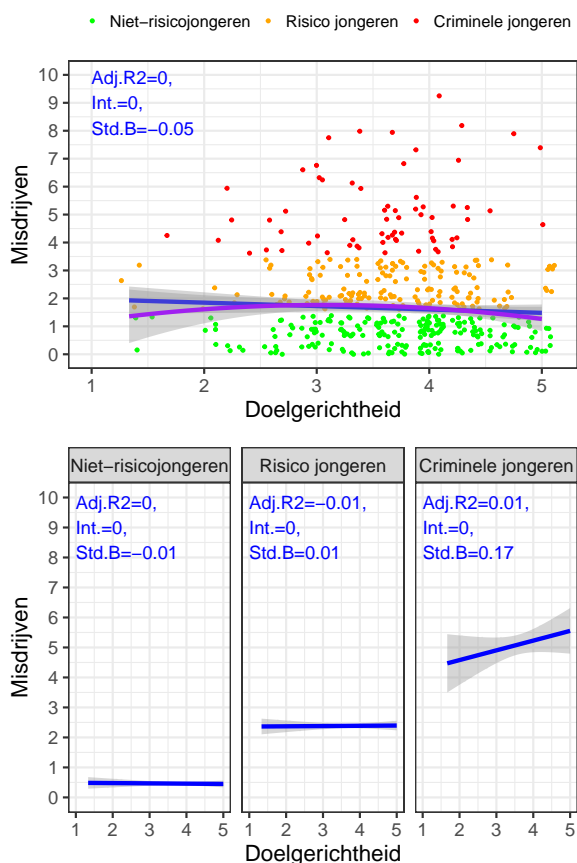 Niet−risicojongeren Risico jongeren Criminele jongeren
10
9
8
7
6
5
4
3
2
1
0
Misdrijven
Adj.R2=0,
Int.=0,
Std.B=−0.05
1 2 3 4 5
Doelgerichtheid
Niet−risicojongeren Risico jongeren Criminele jongeren
10
9
8
7
6
5
4
3
2
1
0
Misdrijven
Adj.R2=0,
Int.=0,
Std.B=−0.01
Adj.R2=−0.01,
Int.=0,
Std.B=0.01
Adj.R2=0.01,
Int.=0,
Std.B=0.17
1 2 3 4 5 1 2 3 4 5 1 2 3 4 5
Doelgerichtheid